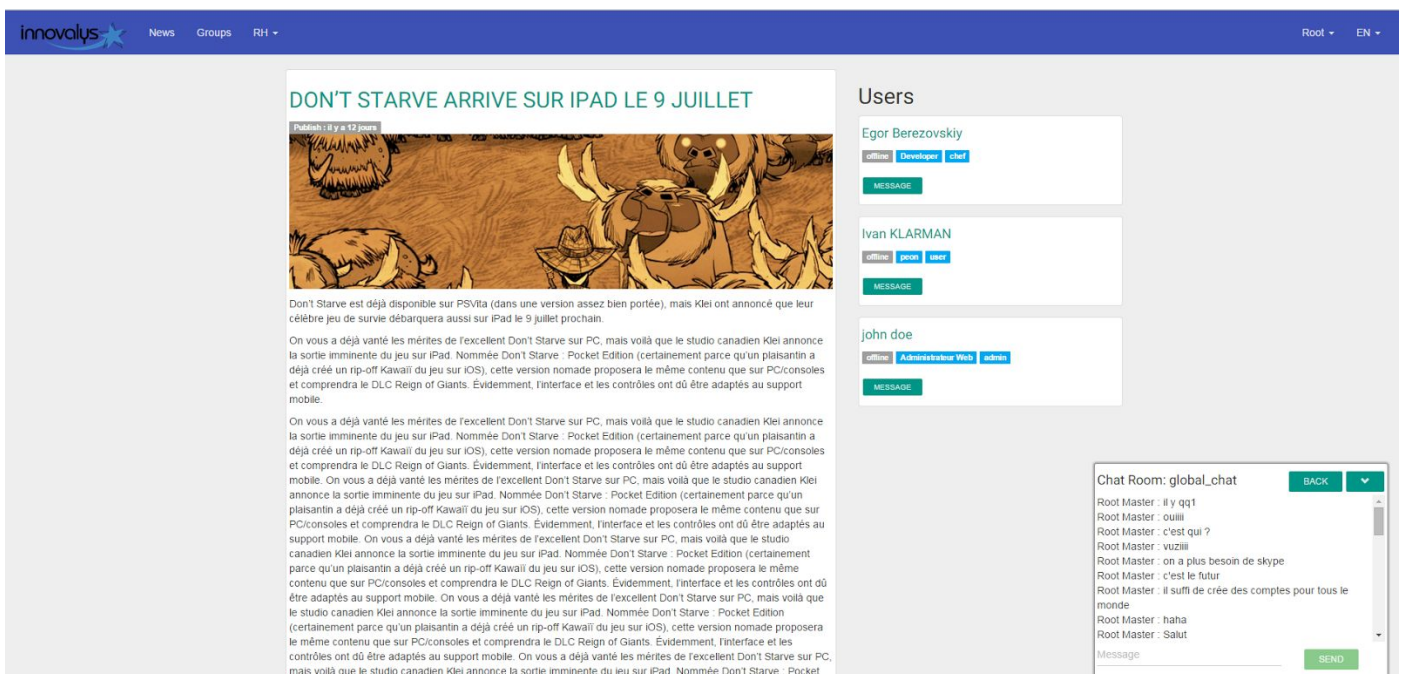 innovalys
News Groups RH
Root EN
DON'T STARVE ARRIVE SUR IPAD LE 9 JUILLET
Publish : il y a 12 jours
Don't Starve est déjà disponible sur PSVita (dans une version assez bien portée), mais Klei ont annoncé que leur
célèbre jeu de survie débarquera aussi sur iPad le 9 juillet prochain.
On vous a déjà vanté les mérites de l'excellent Don't Starve sur PC, mais voilà que le studio canadien Klei annonce
la sortie imminente du jeu sur iPad. Nommée Don't Starve : Pocket Edition (certainement parce qu'un plaisantin a
déjà créé un rip-off Kawaiï du jeu sur iOS), cette version nomade proposera le même contenu que sur PC/consoles
et comprendra le DLC Reign of Giants. Évidemment, l'interface et les contrôles ont dû être adaptés au support
mobile.
On vous a déjà vanté les mérites de l'excellent Don't Starve sur PC, mais voilà que le studio canadien Klei annonce
la sortie imminente du jeu sur iPad. Nommée Don't Starve : Pocket Edition (certainement parce qu'un plaisantin a
déjà créé un rip-off Kawaiï du jeu sur iOS), cette version nomade proposera le même contenu que sur PC/consoles
et comprendra le DLC Reign of Giants. Évidemment, l'interface et les contrôles ont dû être adaptés au support
mobile. On vous a déjà vanté les mérites de l'excellent Don't Starve sur PC, mais voilà que le studio canadien Klei
annonce la sortie imminente du jeu sur iPad. Nommée Don't Starve : Pocket Edition (certainement parce qu'un
plaisantin a déjà créé un rip-off Kawaiï du jeu sur iOS), cette version nomade proposera le même contenu que sur
PC/consoles et comprendra le DLC Reign of Giants. Évidemment, l'interface et les contrôles ont dû être adaptés au
support mobile. On vous a déjà vanté les mérites de l'excellent Don't Starve sur PC, mais voilà que le studio
canadien Klei annonce la sortie imminente du jeu sur iPad. Nommée Don't Starve : Pocket Edition (certainement
parce qu'un plaisantin a déjà créé un rip-off Kawaiï du jeu sur iOS), cette version nomade proposera le même
contenu que sur PC/consoles et comprendra le DLC Reign of Giants. Évidemment, l'interface et les contrôles ont dû
être adaptés au support mobile. On vous a déjà vanté les mérites de l'excellent Don't Starve sur PC, mais voilà que
le studio canadien Klei annonce la sortie imminente du jeu sur iPad. Nommée Don't Starve : Pocket Edition
(certainement parce qu'un plaisantin a déjà créé un rip-off Kawaiï du jeu sur iOS), cette version nomade proposera
le même contenu que sur PC/consoles et comprendra le DLC Reign of Giants. Évidemment, l'interface et les
contrôles ont dû être adaptés au support mobile. On vous a déjà vanté les mérites de l'excellent Don't Starve sur PC,
mais voilà que le studio canadien Klei annonce la sortie imminente du jeu sur iPad. Nommée Don't Starve : Pocket
Users
Egor Berezovskiy
offline Developer chef
MESSAGE
Ivan KLARMAN
offline peon user
MESSAGE
john doe
offline Administrateur Web admin
MESSAGE
Chat Room: global_chat BACK
Root Master : il y qq1
Root Master : ouiiii
Root Master : c'est qui ?
Root Master : vuziiii
Root Master : on a plus besoin de skype
Root Master : c'est le futur
Root Master : il suffi de crée des comptes pour tous le
monde
Root Master : haha
Root Master : Salut
Message SEND